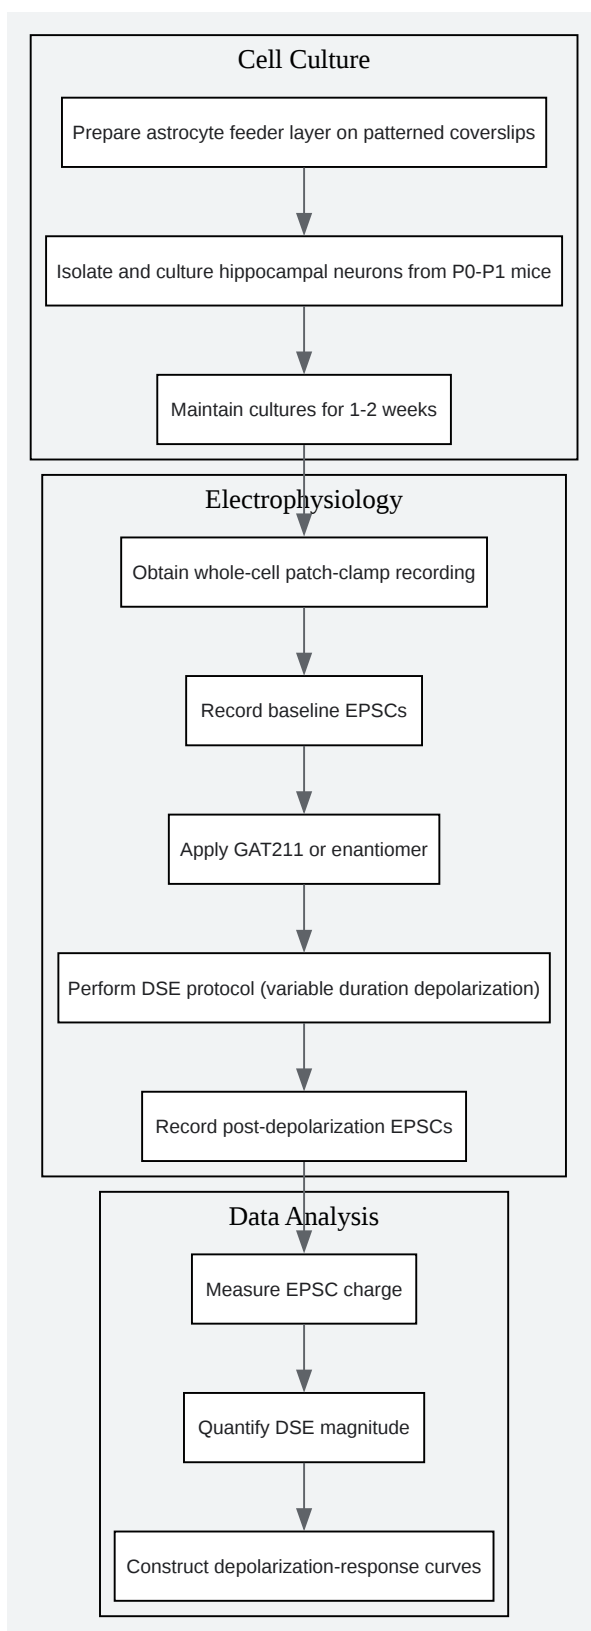 Cell Culture
Prepare astrocyte feeder layer on patterned coverslips
Isolate and culture hippocampal neurons from P0-P1 mice
Maintain cultures for 1-2 weeks
Electrophysiology
Obtain whole-cell patch-clamp recording
Record baseline EPSCs
Apply GAT211 or enantiomer
Perform DSE protocol (variable duration depolarization)
Record post-depolarization EPSCs
Data Analysis
Measure EPSC charge
Quantify DSE magnitude
Construct depolarization-response curves